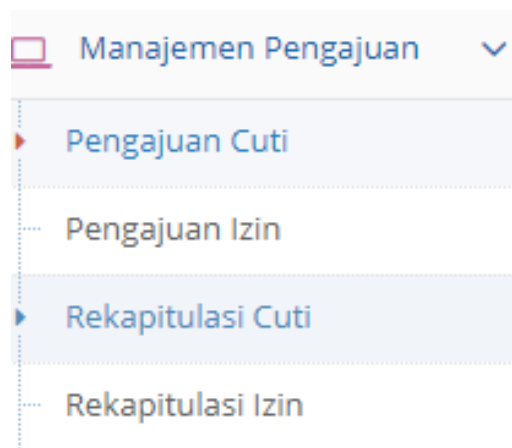 Manajemen Pengajuan
Pengajuan Cuti
Pengajuan Izin
Rekapitulasi Cuti
Rekapitulasi Izin